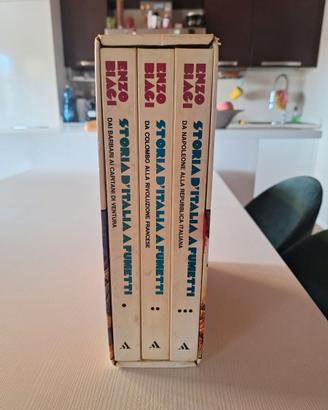 ENZO BIAGI
STORIA D'ITALIA A FUMETTI
DAI BARBARI AI CAPITANI DI VENTURA
ENZO BIAGI
STORIA D'ITALIA A FUMETTI
DA COLOMBO ALLA RIVOLUZIONE FRANCESE
ENZO BIAGI
STORIA D'ITALIA A FUMETTI
DA NAPOLEONE ALLA REPUBBLICA ITALIANA